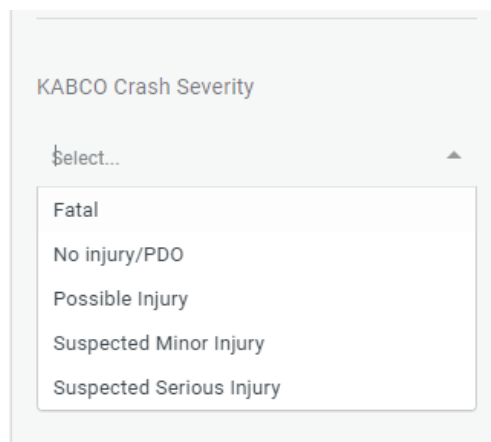 KABCO Crash Severity
Select...
Fatal
No injury/PDO
Possible Injury
Suspected Minor Injury
Suspected Serious Injury